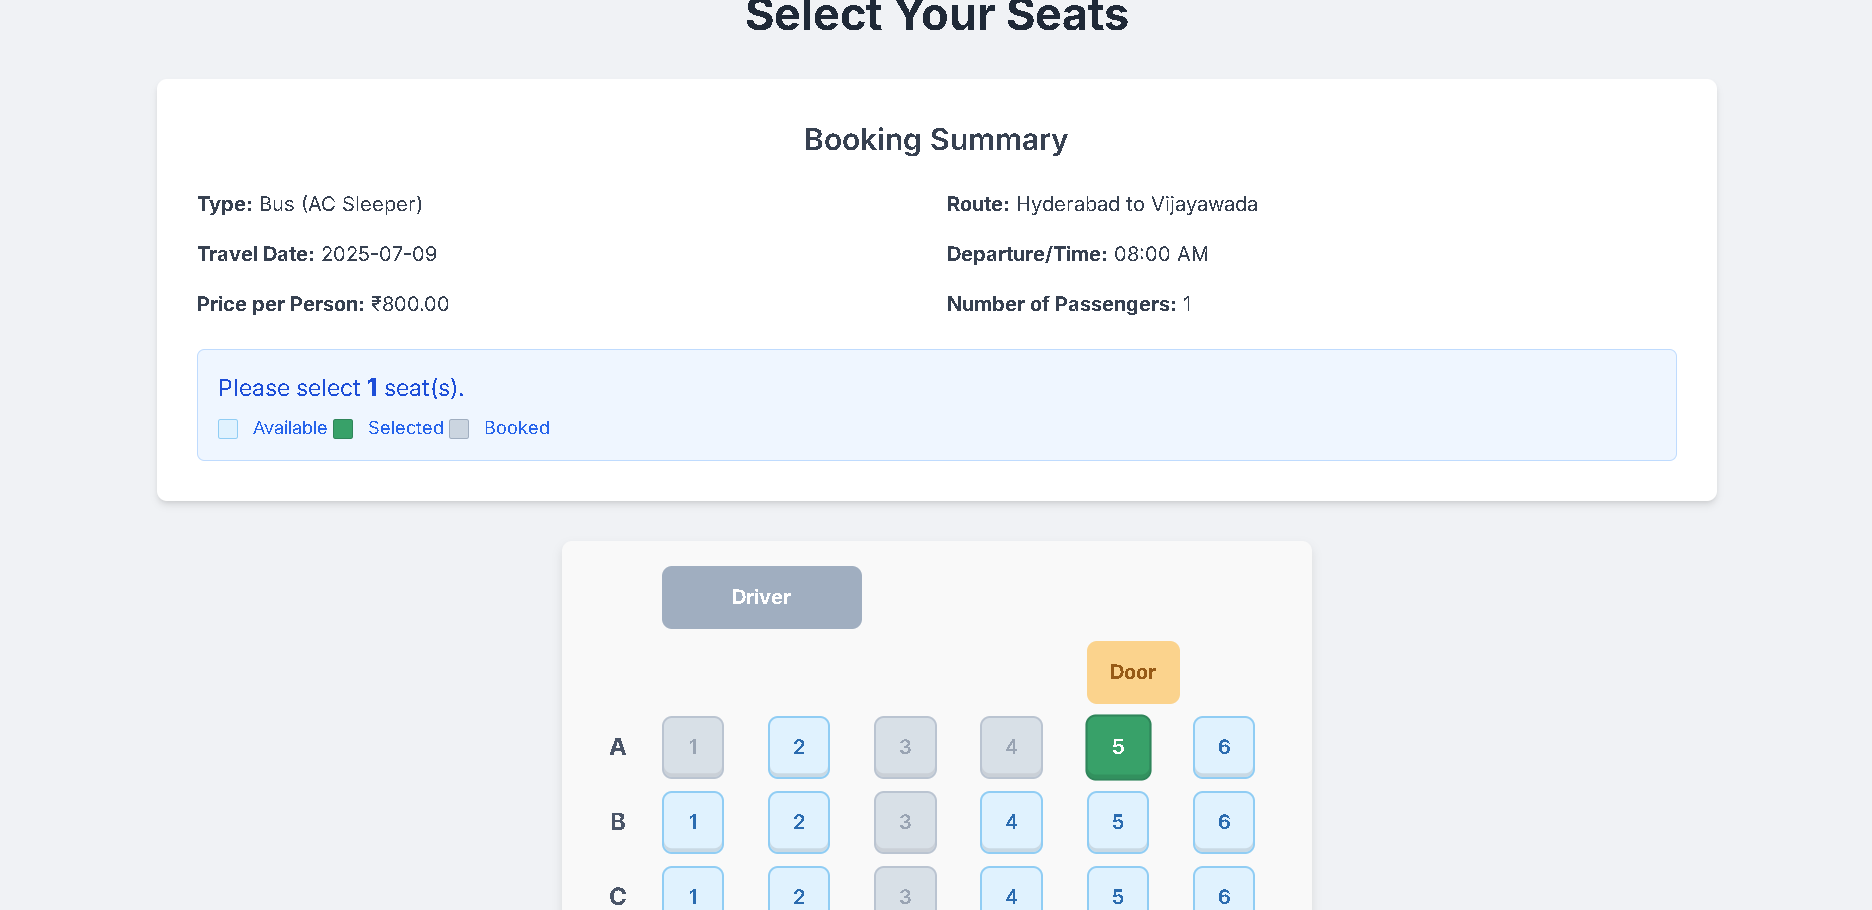 Select Your Seats
Booking Summary
Type: Bus (AC Sleeper)
Route: Hyderabad to Vijayawada
Travel Date: 2025-07-09
Departure/Time: 08:00 AM
Price per Person: ₹800.00
Number of Passengers: 1
Please select 1 seat(s).
Available Selected Booked
Driver
Door
A 1 2 3 4 5 6
B 1 2 3 4 5 6
C 1 2 3 4 5 6